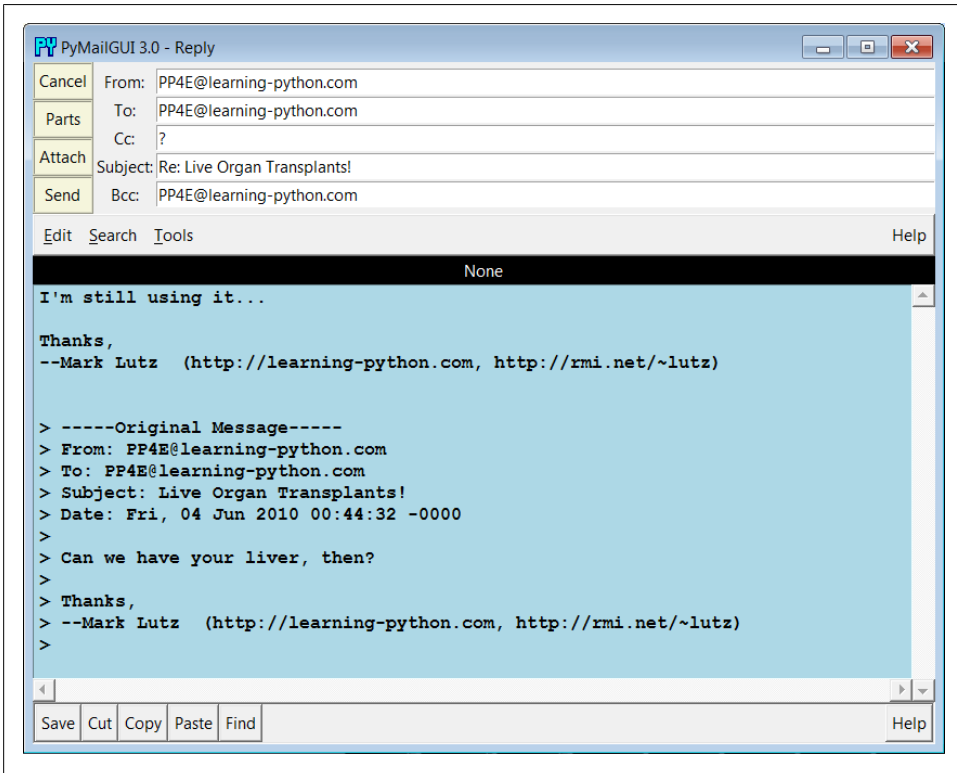 PY PyMailGUI 3.0 - Reply
Cancel From: PP4E@learning-python.com
Parts To: PP4E@learning-python.com
Cc: ?
Attach Subject: Re: Live Organ Transplants!
Send Bcc: PP4E@learning-python.com
Edit Search Tools Help
None
I'm still using it...
Thanks,
--Mark Lutz  (http://learning-python.com, http://rmi.net/~lutz)
> -----Original Message-----
> From: PP4E@learning-python.com
> To: PP4E@learning-python.com
> Subject: Live Organ Transplants!
> Date: Fri, 04 Jun 2010 00:44:32 -0000
>
> Can we have your liver, then?
>
> Thanks,
> --Mark Lutz  (http://learning-python.com, http://rmi.net/~lutz)
>
Save Cut Copy Paste Find Help